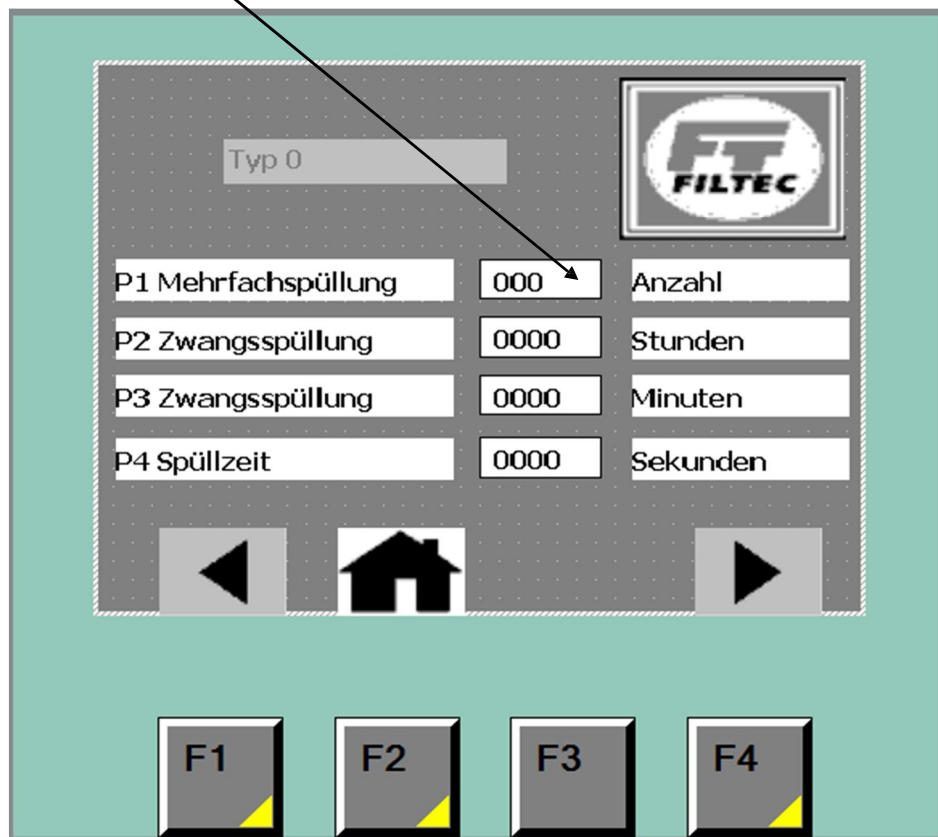 Typ 0
FT
FILTEC
P1 Mehrfachspüllung 000 Anzahl
P2 Zwangsspüllung 0000 Stunden
P3 Zwangsspüllung 0000 Minuten
P4 Spüllzeit 0000 Sekunden
F1 F2 F3 F4